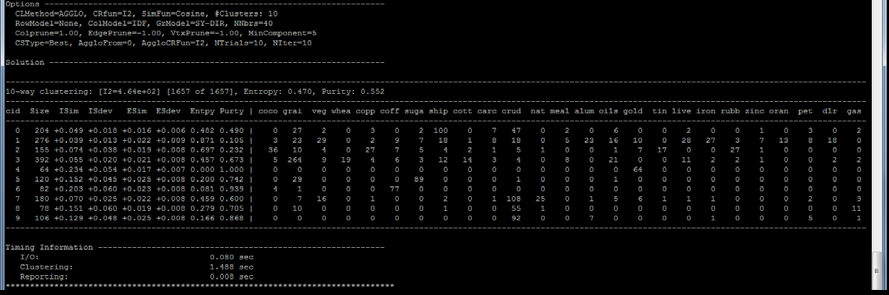 Options -----------------------------------------------------------------
CLMethod=AGGLO, CRfun=I2, SimFun=Cosine, #Clusters: 10
RowModel=None, ColModel=IDF, GrModel=SY-DIR, NNbrs=40
Colprune=1.00, EdgePrune=-1.00, VtxPrune=-1.00, MinComponent=5
CSType=Best, AggloFrom=0, AggloCRFun=I2, NTrials=10, NIter=10
Solution ----------------------------------------------------------------
10-way clustering: [I2=4.64e+02] [1657 of 1657], Entropy: 0.470, Purity: 0.552
cid Size ISim ISdev ESim ESdev Entpy Purty | coco grai veg whea copp coff suga ship cott carc crud nat meal alum oils gold tin live iron rubb zinc oran pet dlr gas
0 204 +0.049 +0.018 +0.016 +0.006 0.482 0.490 | 0 27 2 0 3 0 2 100 0 7 47 0 2 0 6 0 0 2 0 0 1 0 3 0 2
1 276 +0.039 +0.013 +0.022 +0.009 0.871 0.105 | 3 23 29 0 2 9 7 18 1 8 18 0 5 23 16 10 0 28 27 3 7 13 8 18 0
2 155 +0.074 +0.038 +0.019 +0.008 0.697 0.232 | 36 10 4 0 27 7 5 4 2 1 5 1 0 0 1 7 17 0 0 17 10 0 1 0 0
3 392 +0.055 +0.020 +0.021 +0.008 0.457 0.673 | 5 264 9 19 4 6 3 12 14 3 4 0 8 0 21 0 0 11 2 2 1 0 0 2 2
4 64 +0.234 +0.054 +0.017 +0.007 0.000 1.000 | 0 0 0 0 0 0 0 0 0 0 0 0 0 0 0 64 0 0 0 0 0 0 0 0 0
5 120 +0.152 +0.045 +0.025 +0.008 0.200 0.742 | 0 29 0 0 0 0 89 0 0 0 1 0 0 0 1 0 0 0 0 0 0 0 0 0 0
6 82 +0.203 +0.060 +0.023 +0.008 0.081 0.939 | 4 1 0 0 0 77 0 0 0 0 0 0 0 0 0 0 0 0 0 0 0 0 0 0 0
7 180 +0.070 +0.025 +0.022 +0.008 0.459 0.600 | 0 7 16 0 1 0 0 2 0 1 108 25 0 1 5 6 1 1 1 0 0 0 2 0 3
8 78 +0.151 +0.060 +0.019 +0.008 0.279 0.705 | 0 10 0 0 0 0 0 1 0 0 55 1 0 0 0 0 0 0 0 0 0 0 0 0 11
9 106 +0.129 +0.048 +0.025 +0.008 0.166 0.868 | 0 0 0 0 0 0 0 0 0 0 92 0 0 7 0 0 0 0 1 0 0 0 5 0 1
Timing Information ------------------------------------------------------
I/O: 0.080 sec
Clustering: 1.488 sec
Reporting: 0.008 sec
********************************************************************************